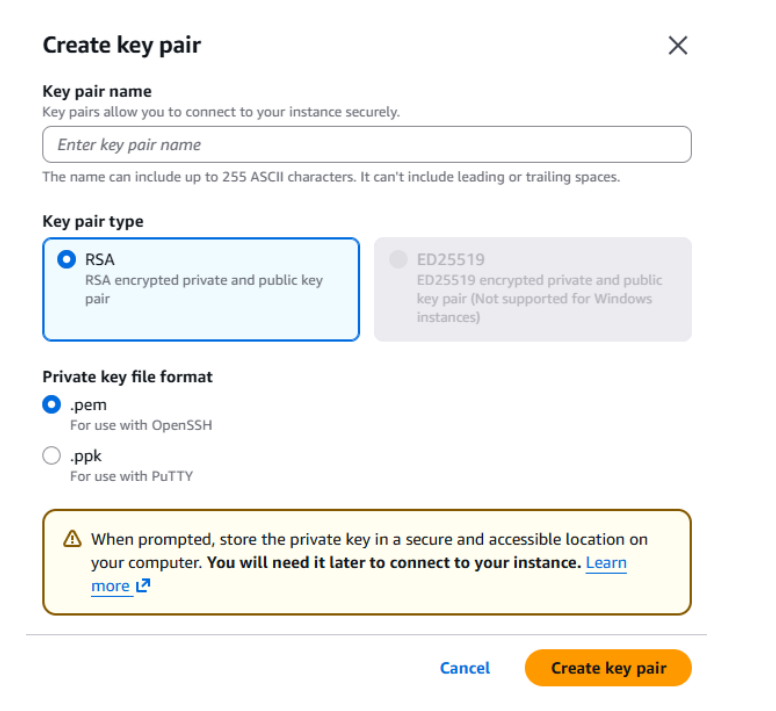 Create key pair
Key pair name
Key pairs allow you to connect to your instance securely.
Enter key pair name
The name can include up to 255 ASCII characters. It can't include leading or trailing spaces.
Key pair type
RSA
RSA encrypted private and public key
pair
ED25519
ED25519 encrypted private and public
key pair (Not supported for Windows
instances)
Private key file format
.pem
For use with OpenSSH
.ppk
For use with PuTTY
When prompted, store the private key in a secure and accessible location on
your computer. You will need it later to connect to your instance. Learn
more
Cancel
Create key pair